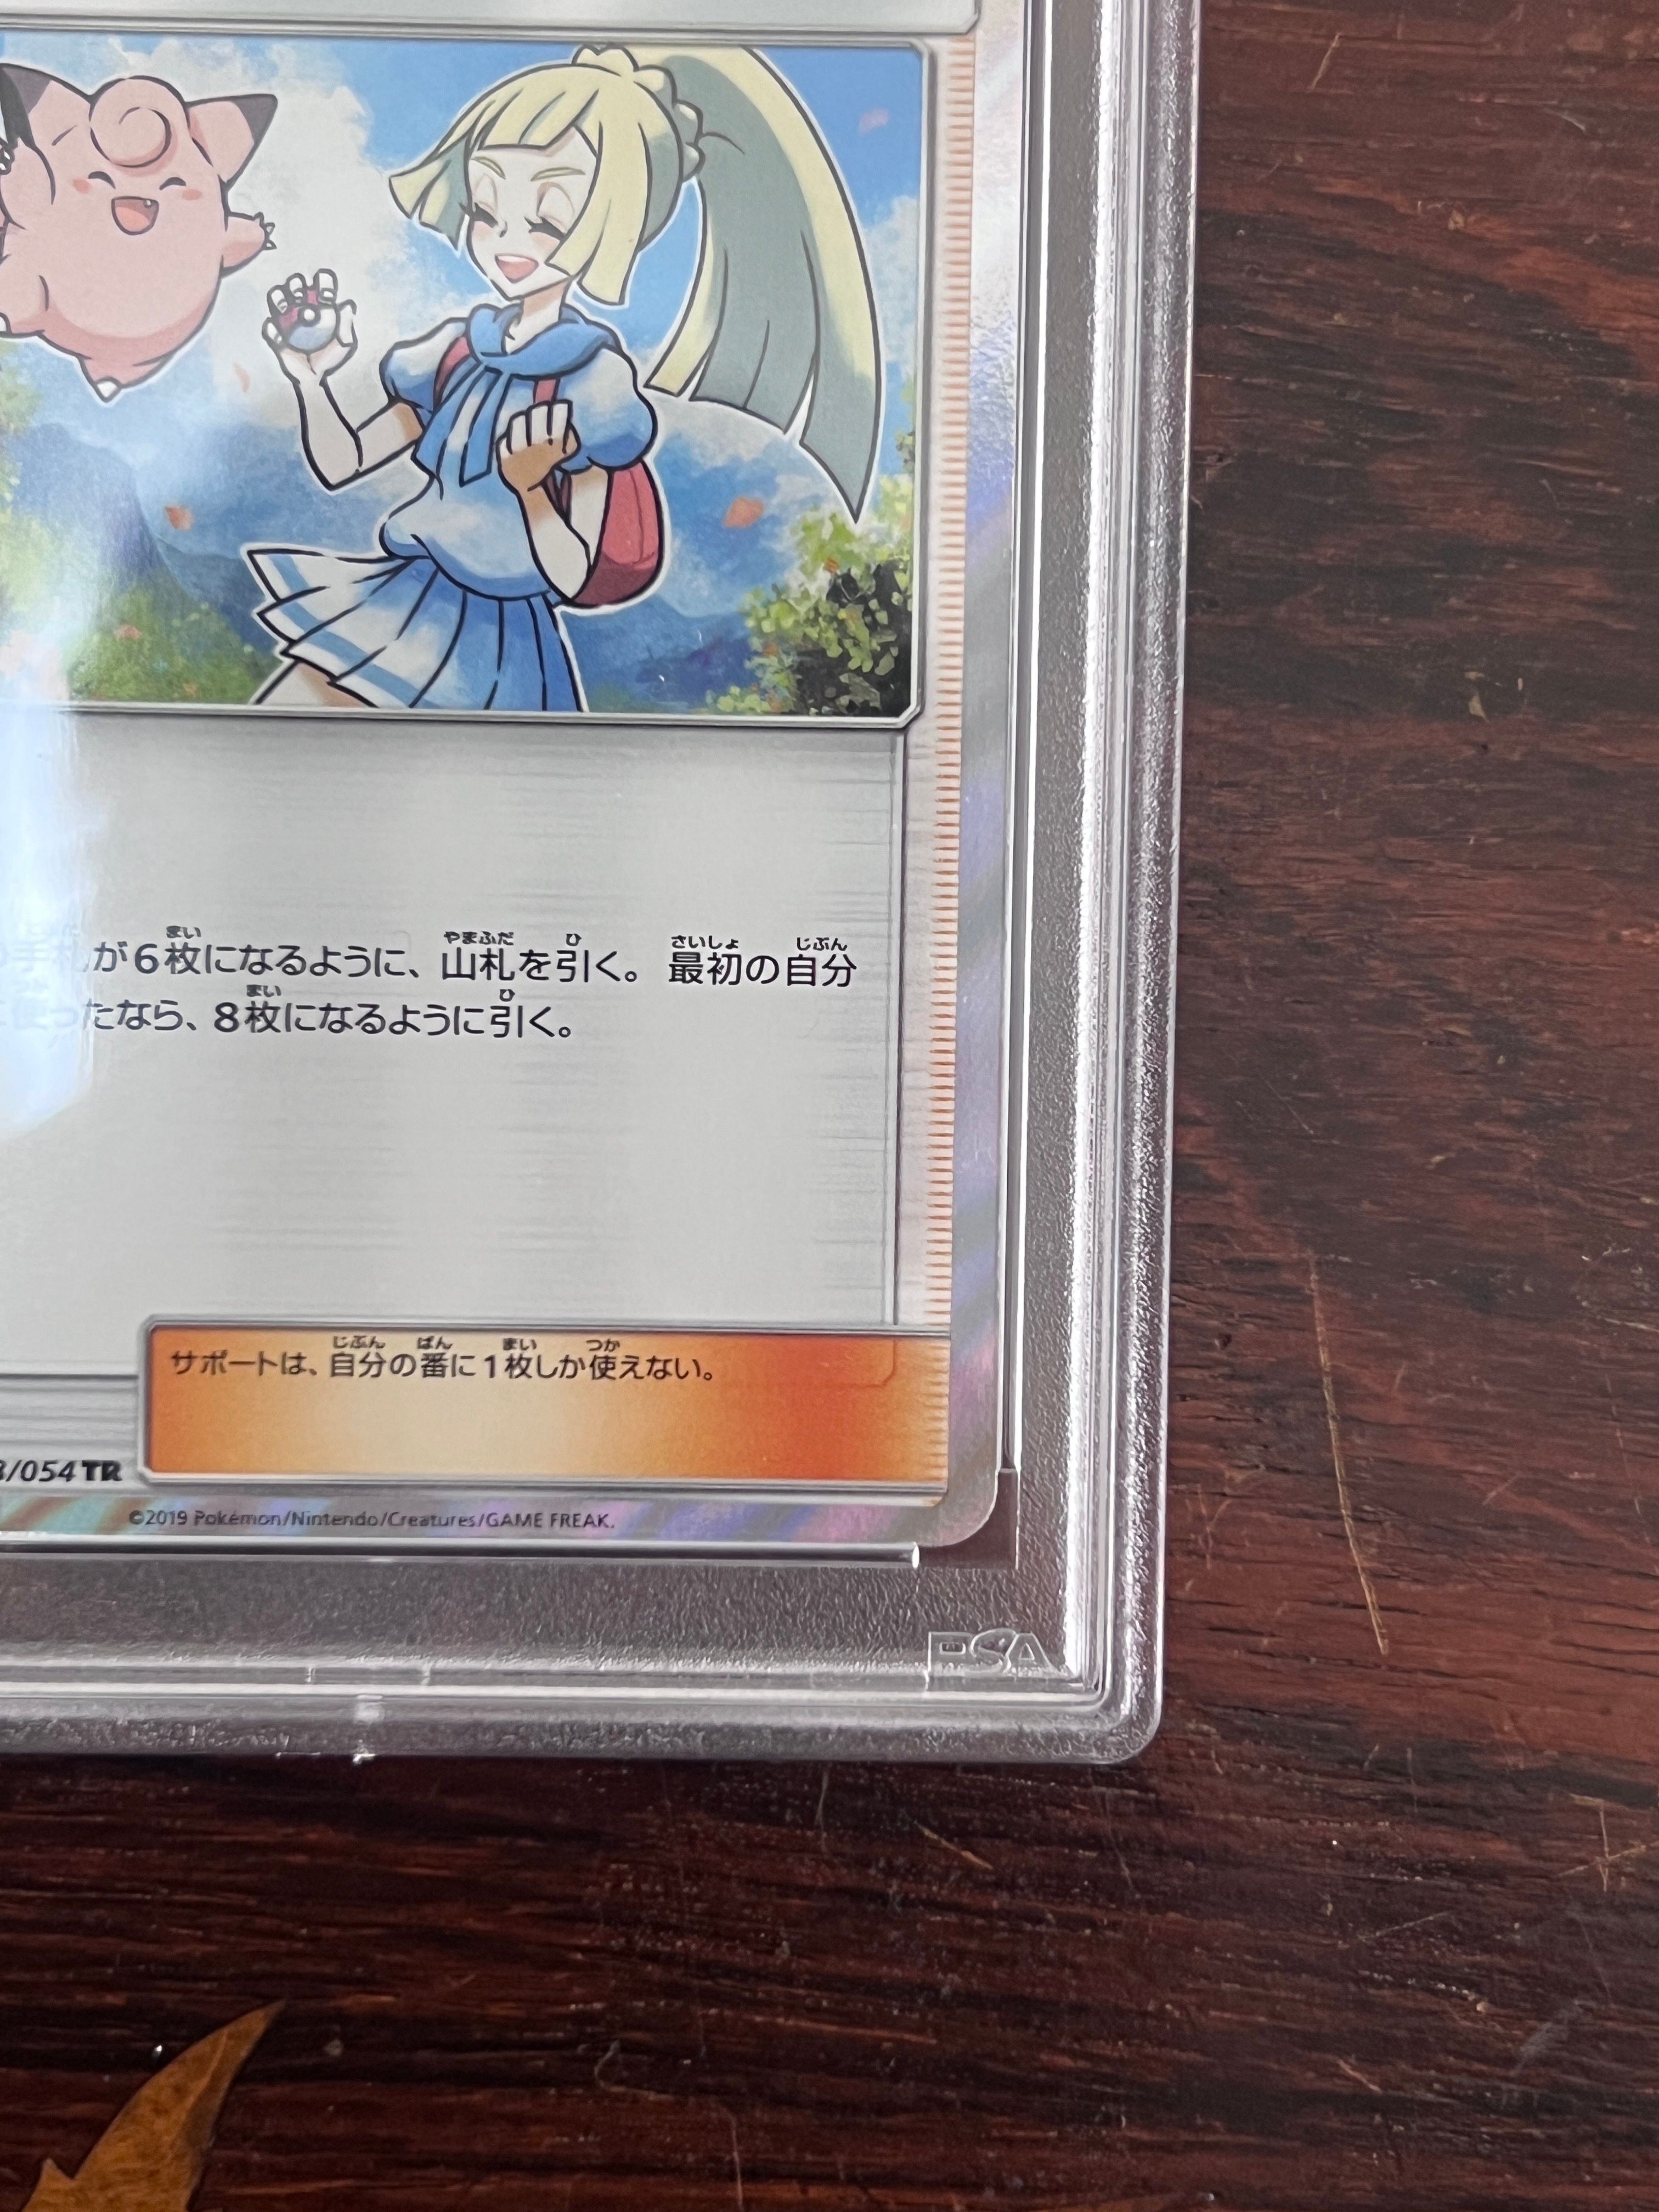 手札が6枚になるように、山札を引く。 最初の自分
使ったなら、8枚になるように引く。
サポートは、自分の番に1枚しか使えない。
/054 TR
©2019 Pokémon/Nintendo/Creatures/GAME FREAK.
PSA